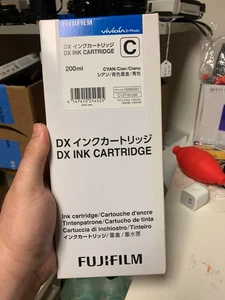 vividia D-Photo
DX インクカートリッジ
DX INK CARTRIDGE
C
200ml
CYAN/Cian/Ciano
シアン/青色墨盒/青色
DX インクカートリッジ
DX INK CARTRIDGE
FUJIFILM
Ink cartridge/Cartouche d'encre
Tintenpatrone/Cartucho de tinta
Cartuccia di inchiostro/Tinteiro
インクカートリッジ/墨盒/墨水匣
FUJIFILM